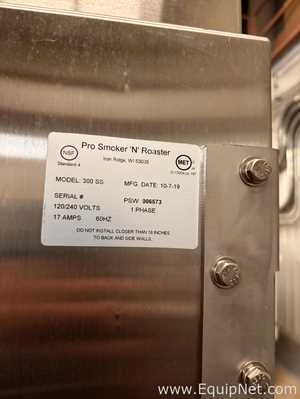 Pro Smoker 'N' Roaster
NSF
Standard 4
Iron Ridge, WI 53035
MET
MODEL: 300 SS
MFG. DATE: 10-7-19
SERIAL #
PSW 006573
120/240 VOLTS
1 PHASE
17 AMPS 60HZ
DO NOT INSTALL CLOSER THAN 18 INCHES
TO BACK AND SIDE WALLS.
www.EquipNet.com